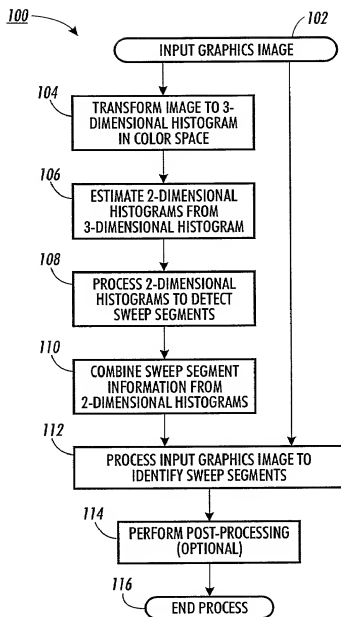 100
102
INPUT GRAPHICS IMAGE
104
TRANSFORM IMAGE TO 3-
DIMENSIONAL HISTOGRAM
IN COLOR SPACE
106
ESTIMATE 2-DIMENSIONAL
HISTOGRAMS FROM
3-DIMENSIONAL HISTOGRAM
108
PROCESS 2-DIMENSIONAL
HISTOGRAMS TO DETECT
SWEEP SEGMENTS
110
COMBINE SWEEP SEGMENT
INFORMATION FROM
2-DIMENSIONAL HISTOGRAMS
112
PROCESS INPUT GRAPHICS IMAGE TO
IDENTIFY SWEEP SEGMENTS
114
PERFORM POST-PROCESSING
(OPTIONAL)
116
END PROCESS